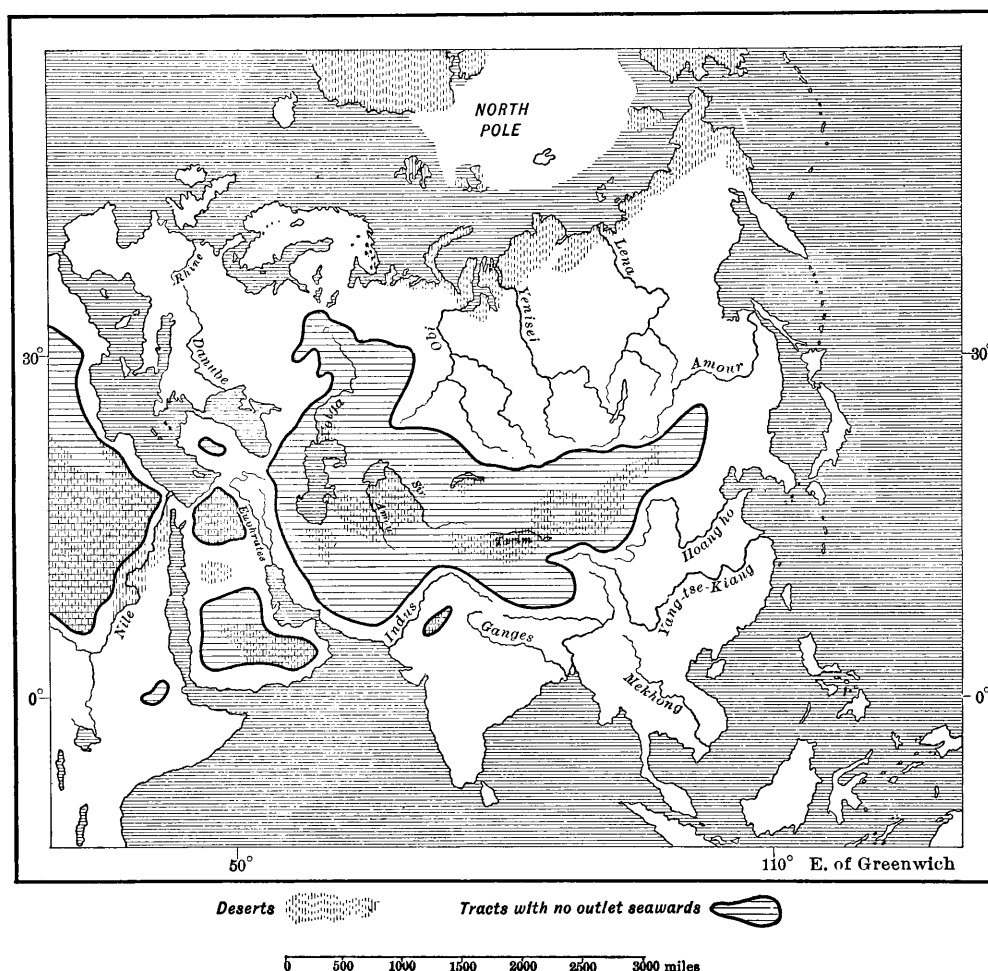 NORTH
POLE
Rhine
Lena
Obi
Yenisei
30°
30°
Danube
Amour
Volga
Sir
Amu
Tarim
Euphrates
Hoang ho
Yang-tse-Kiang
Nile
Indus
Ganges
Mekhong
0°
0°
50°
110°
E. of Greenwich
Deserts
Tracts with no outlet seawards
0 500 1000 1500 2000 2500 3000 miles